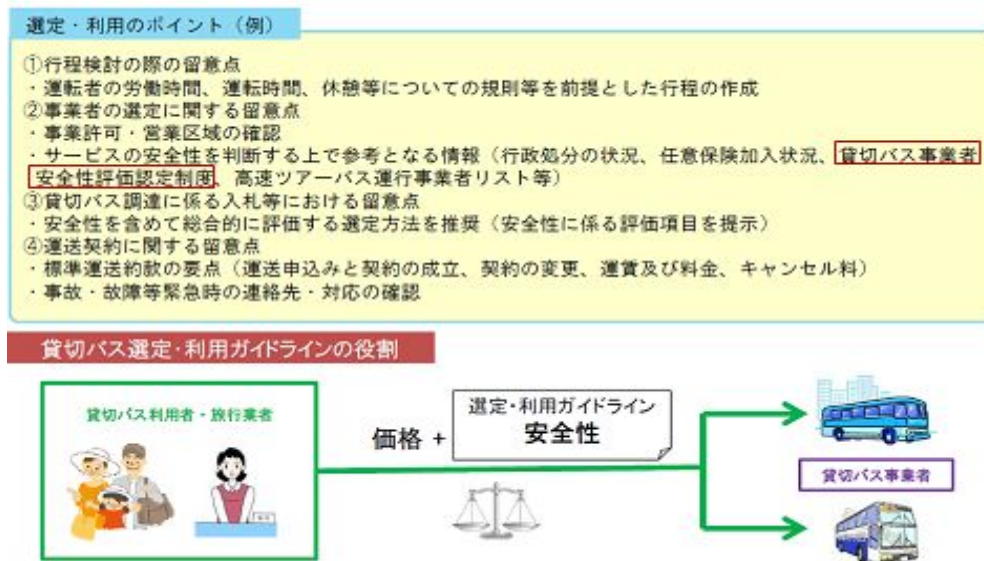 選定・利用のポイント（例）
①行程検討の際の留意点
・運転者の労働時間、運転時間、休憩等についての規則等を前提とした行程の作成
②事業者の選定に関する留意点
・事業許可・営業区域の確認
・サービスの安全性を判断する上で参考となる情報（行政処分の状況、任意保険加入状況、貸切バス事業者
安全性評価認定制度、高速ツアーバス運行事業者リスト等）
③貸切バス調達に係る入札等における留意点
・安全性を含めて総合的に評価する選定方法を推奨（安全性に係る評価項目を提示）
④運送契約に関する留意点
・標準運送約款の要点（運送申込みと契約の成立、契約の変更、運賃及び料金、キャンセル料）
・事故・故障等緊急時の連絡先・対応の確認
貸切バス選定・利用ガイドラインの役割
貸切バス利用者・旅行業者
価格 +
選定・利用ガイドライン
安全性
貸切バス事業者